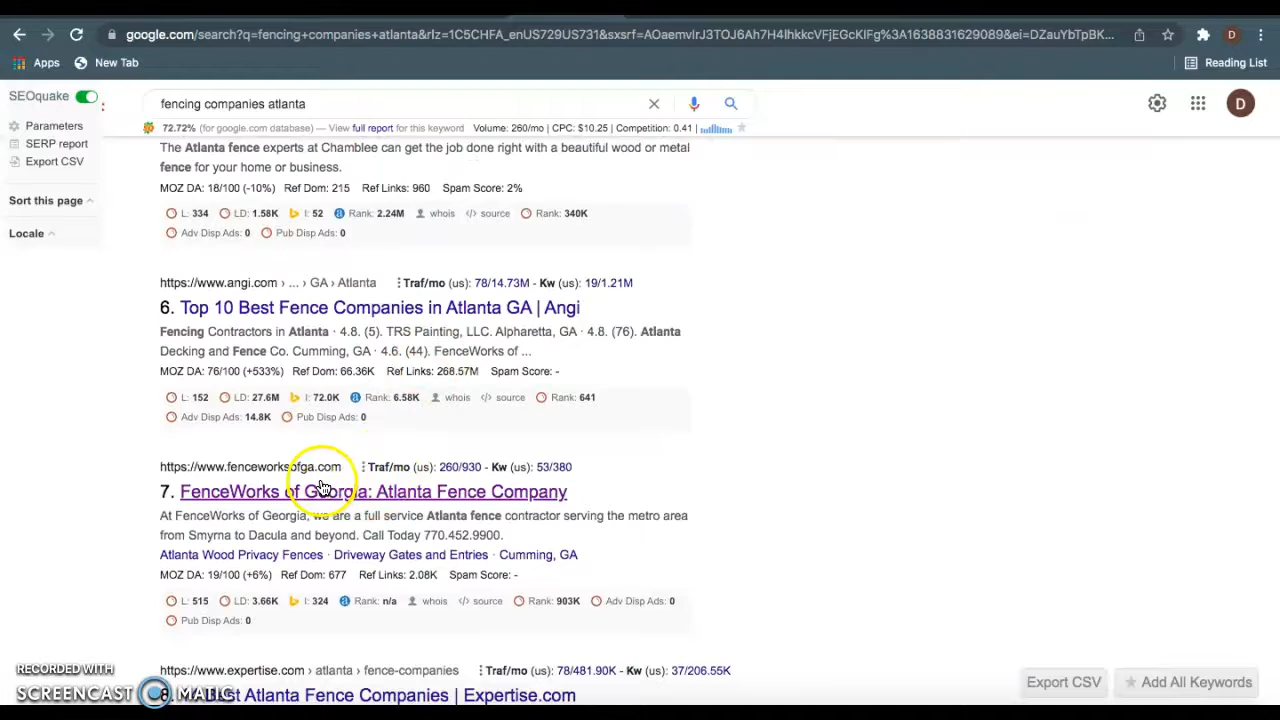 google.com/search?q=fencing+companies+atlanta&rlz=1C5CHFA_enUS729US731&sxsrf=AOaemvIrJ3TOJ6Ah7H4lhkkcVFjEGcKlFg%3A1638831629089&ei=DZauYbTpBK...
Apps New Tab Reading List
SEOquake
fencing companies atlanta
D
72.72% (for google.com database) — View full report for this keyword Volume: 260/mo | CPC: $10.25 | Competition: 0.41 |
Parameters
SERP report
Export CSV
Sort this page
Locale
The Atlanta fence experts at Chamblee can get the job done right with a beautiful wood or metal
fence for your home or business.
MOZ DA: 18/100 (-10%) Ref Dom: 215 Ref Links: 960 Spam Score: 2%
L: 334 LD: 1.58K I: 52 Rank: 2.24M whois source Rank: 340K
Adv Disp Ads: 0 Pub Disp Ads: 0
https://www.angi.com › ... › GA › Atlanta Traf/mo (us): 78/14.73M - Kw (us): 19/1.21M
6. Top 10 Best Fence Companies in Atlanta GA | Angi
Fencing Contractors in Atlanta · 4.8. (5). TRS Painting, LLC. Alpharetta, GA · 4.8. (76). Atlanta
Decking and Fence Co. Cumming, GA · 4.6. (44). FenceWorks of ...
MOZ DA: 76/100 (+533%) Ref Dom: 66.36K Ref Links: 268.57M Spam Score: -
L: 152 LD: 27.6M I: 72.0K Rank: 6.58K whois source Rank: 641
Adv Disp Ads: 14.8K Pub Disp Ads: 0
https://www.fenceworksofga.com Traf/mo (us): 260/930 - Kw (us): 53/380
7. FenceWorks of Georgia: Atlanta Fence Company
At FenceWorks of Georgia, we are a full service Atlanta fence contractor serving the metro area
from Smyrna to Dacula and beyond. Call Today 770.452.9900.
Atlanta Wood Privacy Fences · Driveway Gates and Entries · Cumming, GA
MOZ DA: 19/100 (+6%) Ref Dom: 677 Ref Links: 2.08K Spam Score: -
L: 515 LD: 3.66K I: 324 Rank: n/a whois source Rank: 903K Adv Disp Ads: 0
Pub Disp Ads: 0
https://www.expertise.com › atlanta › fence-companies Traf/mo (us): 78/481.90K - Kw (us): 37/206.55K
8. Best Atlanta Fence Companies | Expertise.com
Export CSV Add All Keywords
RECORDED WITH
SCREENCAST MATIC